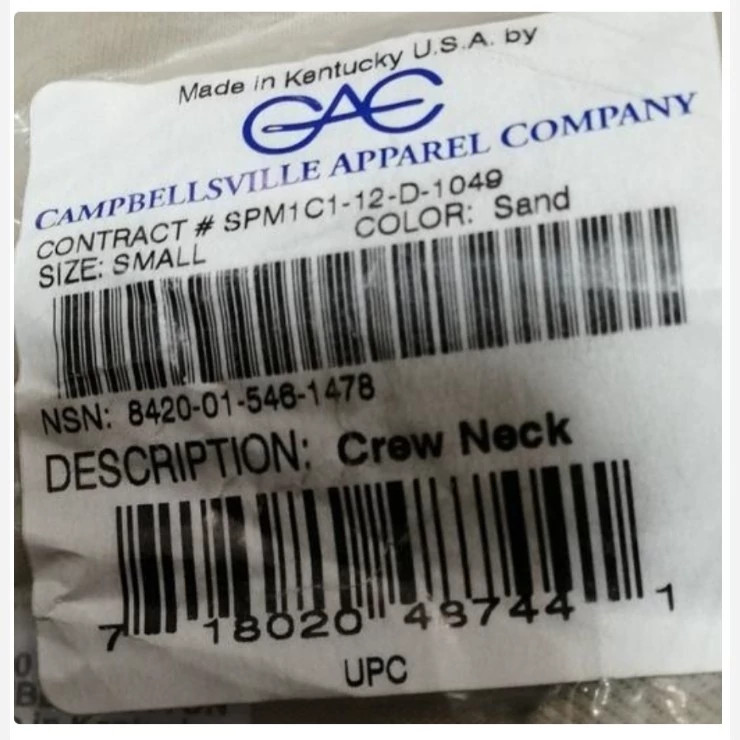 Made in Kentucky U.S.A. by
CAC
CAMPBELLSVILLE APPAREL COMPANY
CONTRACT # SPM1C1-12-D-1049
SIZE: SMALL COLOR: Sand
NSN: 8420-01-546-1478
DESCRIPTION: Crew Neck
7 18020 48744 1
UPC